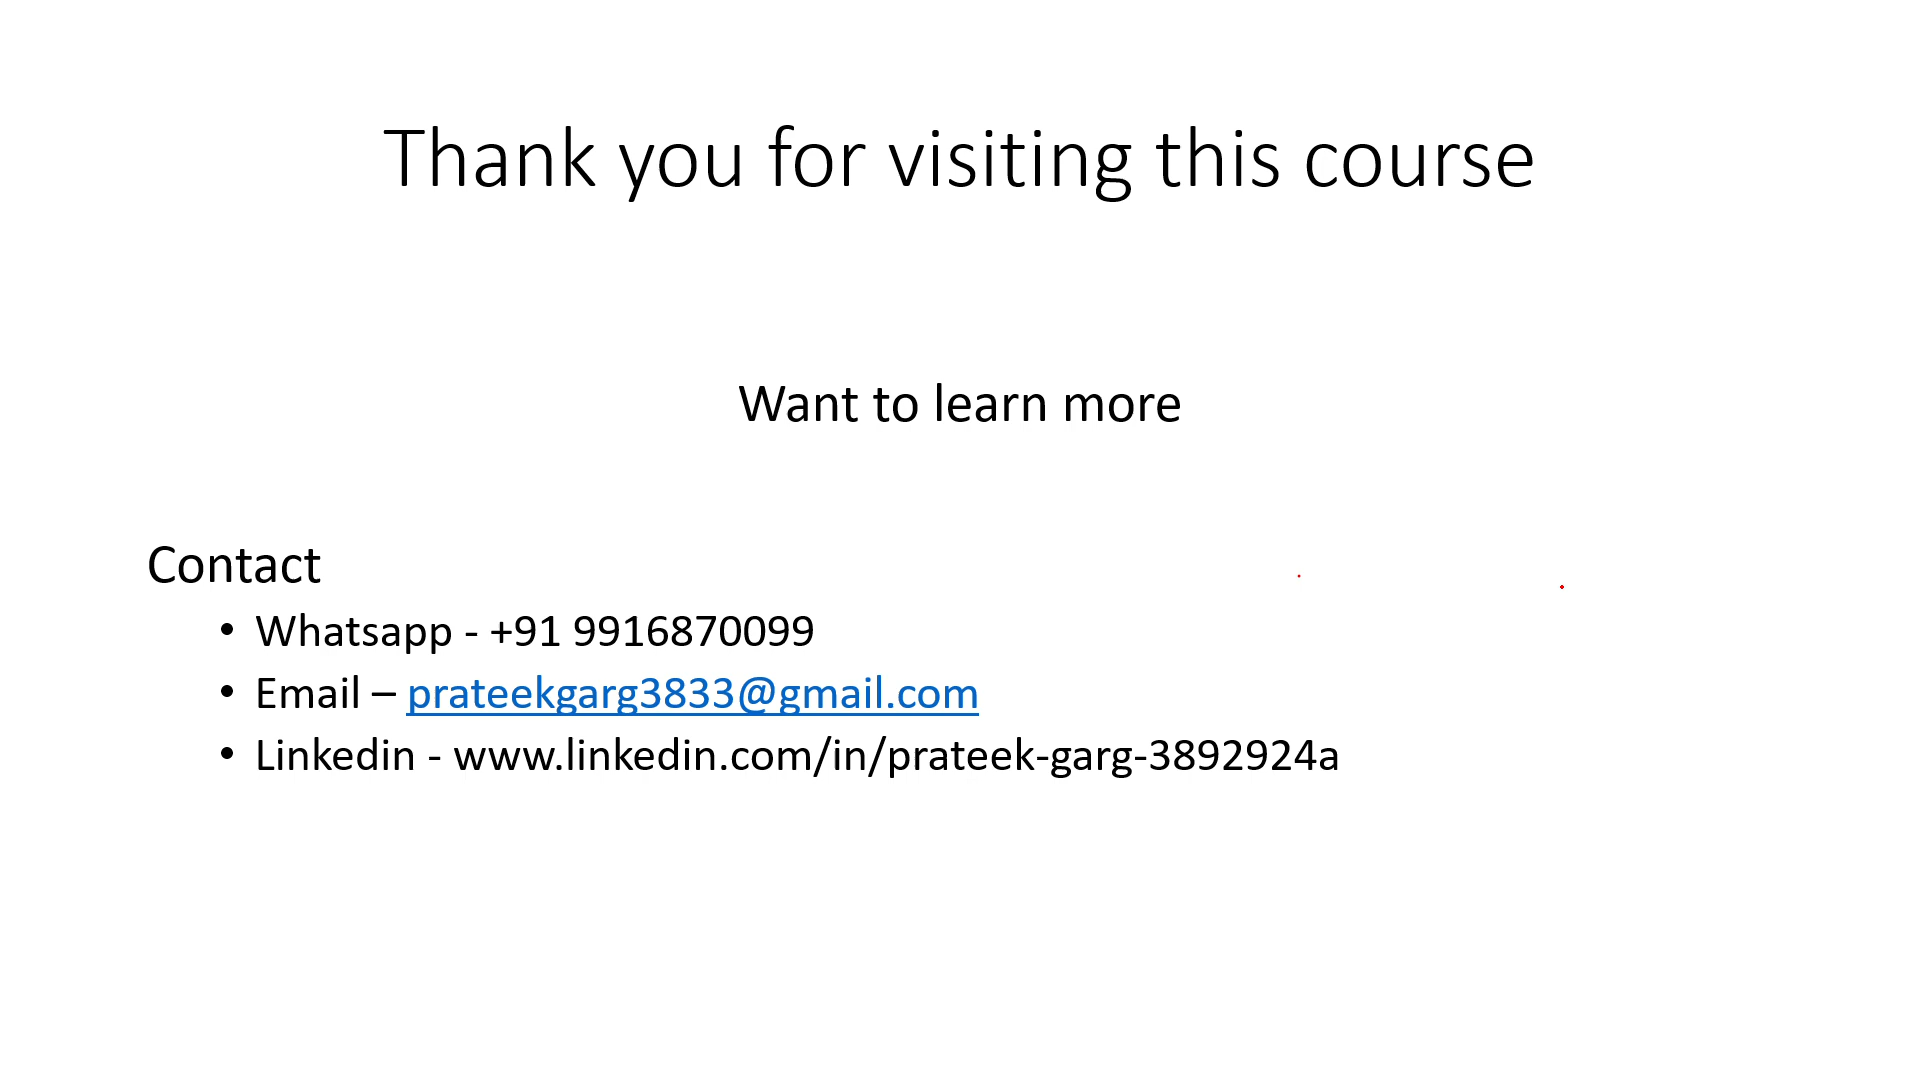 Thank you for visiting this course
Want to learn more
Contact
• Whatsapp - +91 9916870099
• Email – prateekgarg3833@gmail.com
• Linkedin - www.linkedin.com/in/prateek-garg-3892924a